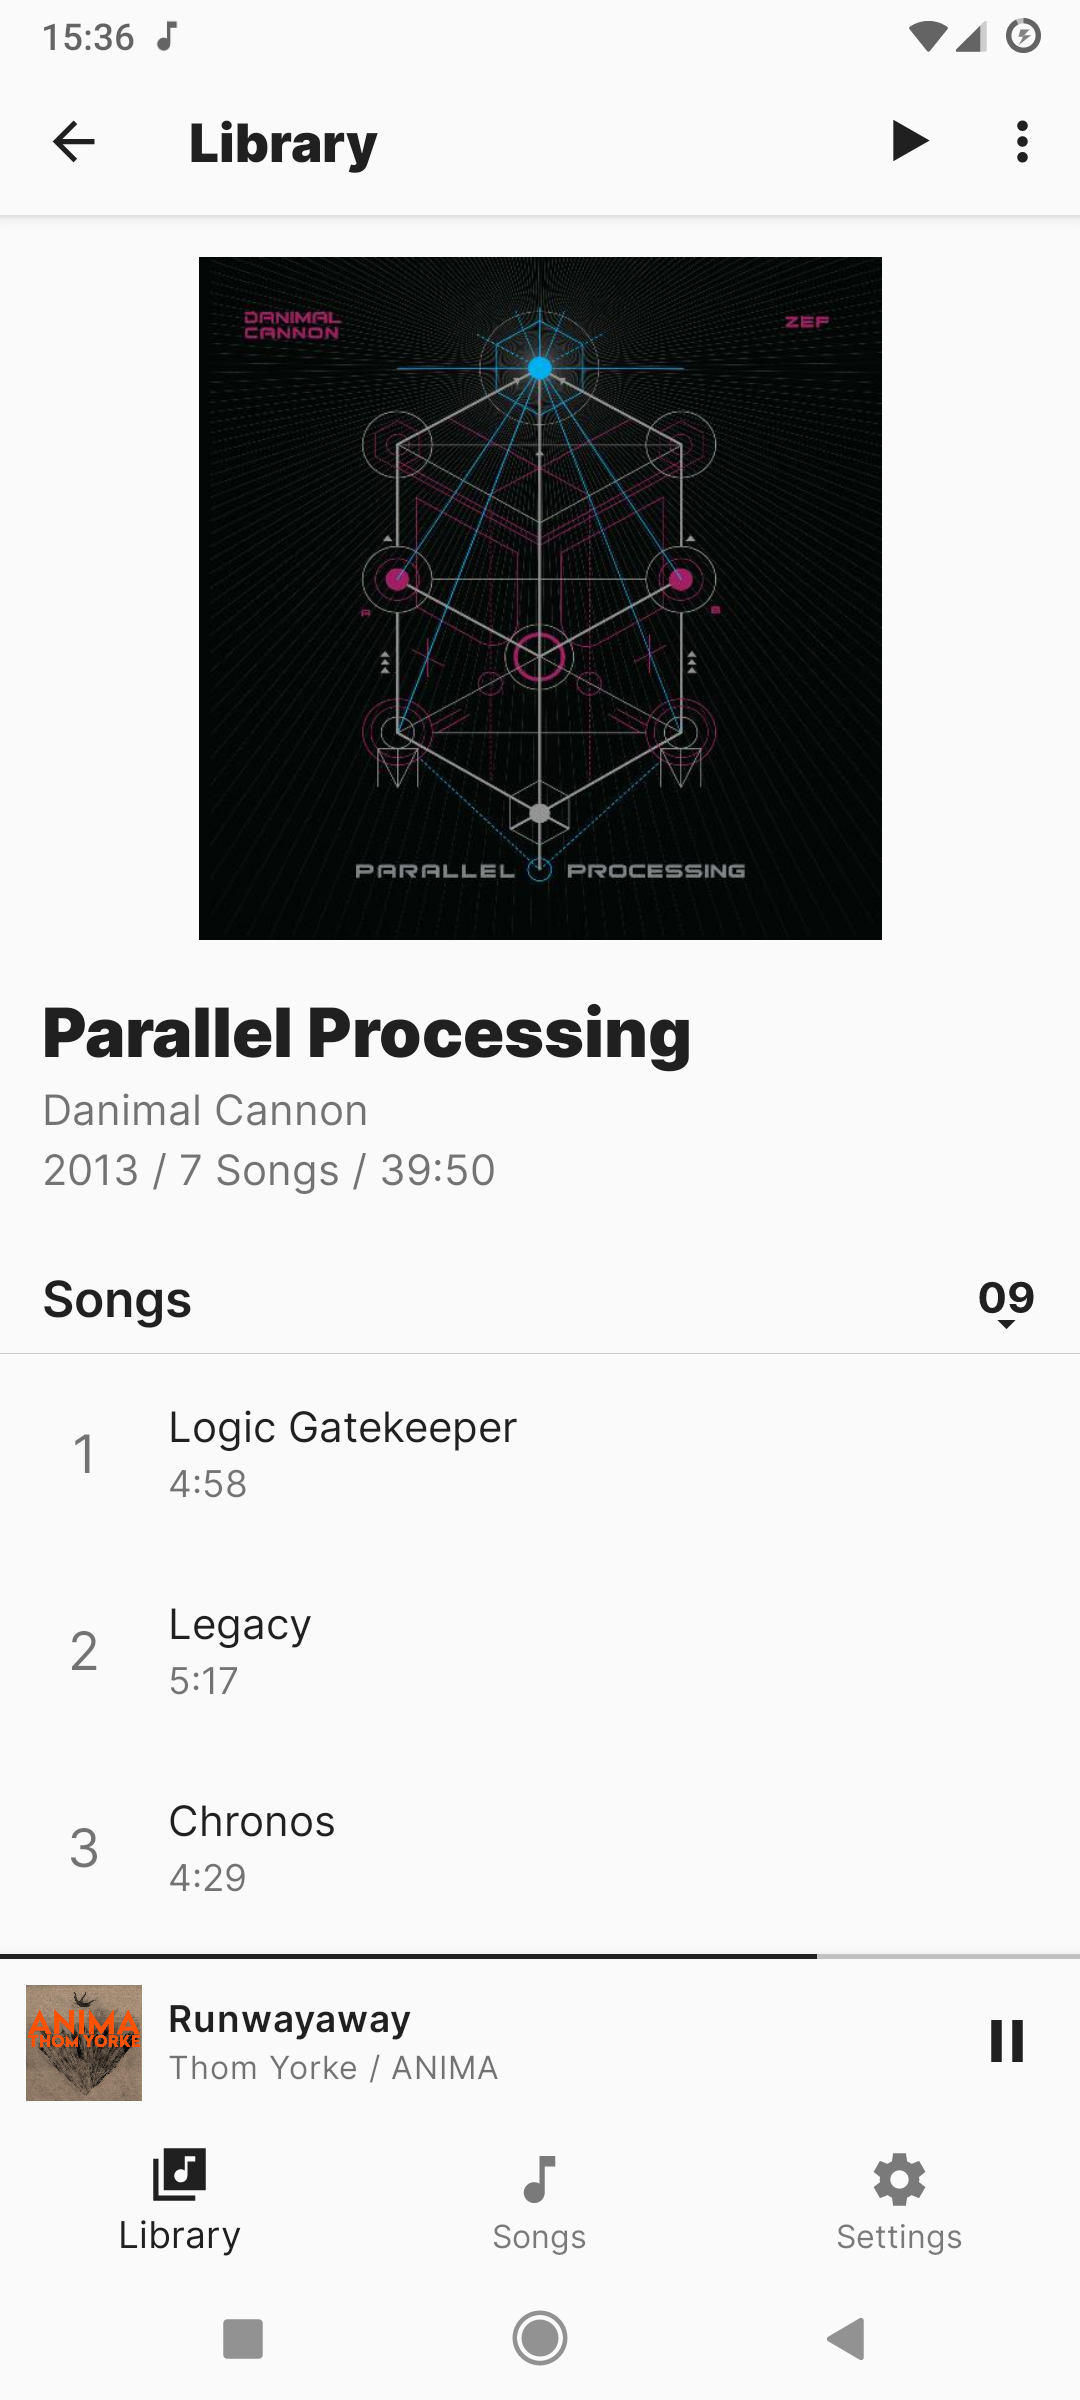 15:36
Library
DANIMAL
CANNON
ZEF
A
B
PARALLEL PROCESSING
Parallel Processing
Danimal Cannon
2013 / 7 Songs / 39:50
Songs
09
1
Logic Gatekeeper
4:58
2
Legacy
5:17
3
Chronos
4:29
ANIMA
THOM YORKE
Runwayaway
Thom Yorke / ANIMA
Library
Songs
Settings